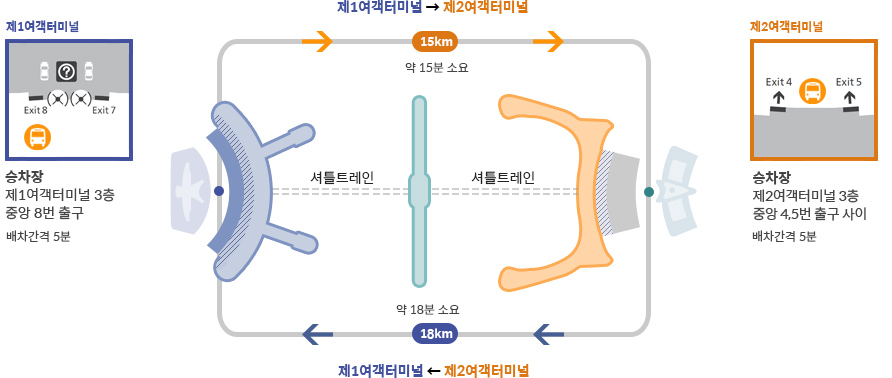 제1여객터미널 → 제2여객터미널
제1여객터미널
15km
약 15분 소요
제2여객터미널
Exit 8
Exit 7
Exit 4
Exit 5
승차장
제1여객터미널 3층
중앙 8번 출구
배차간격 5분
셔틀트레인
셔틀트레인
승차장
제2여객터미널 3층
중앙 4,5번 출구 사이
배차간격 5분
약 18분 소요
18km
제1여객터미널 ← 제2여객터미널